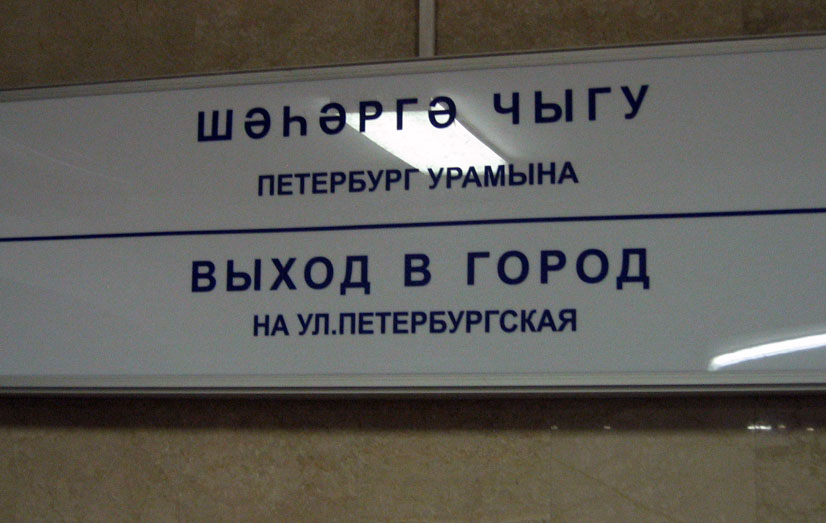 ШӘҺӘРГӘ ЧЫГУ
ПЕТЕРБУРГ УРАМЫНА
ВЫХОД В ГОРОД
НА УЛ.ПЕТЕРБУРГСКАЯ